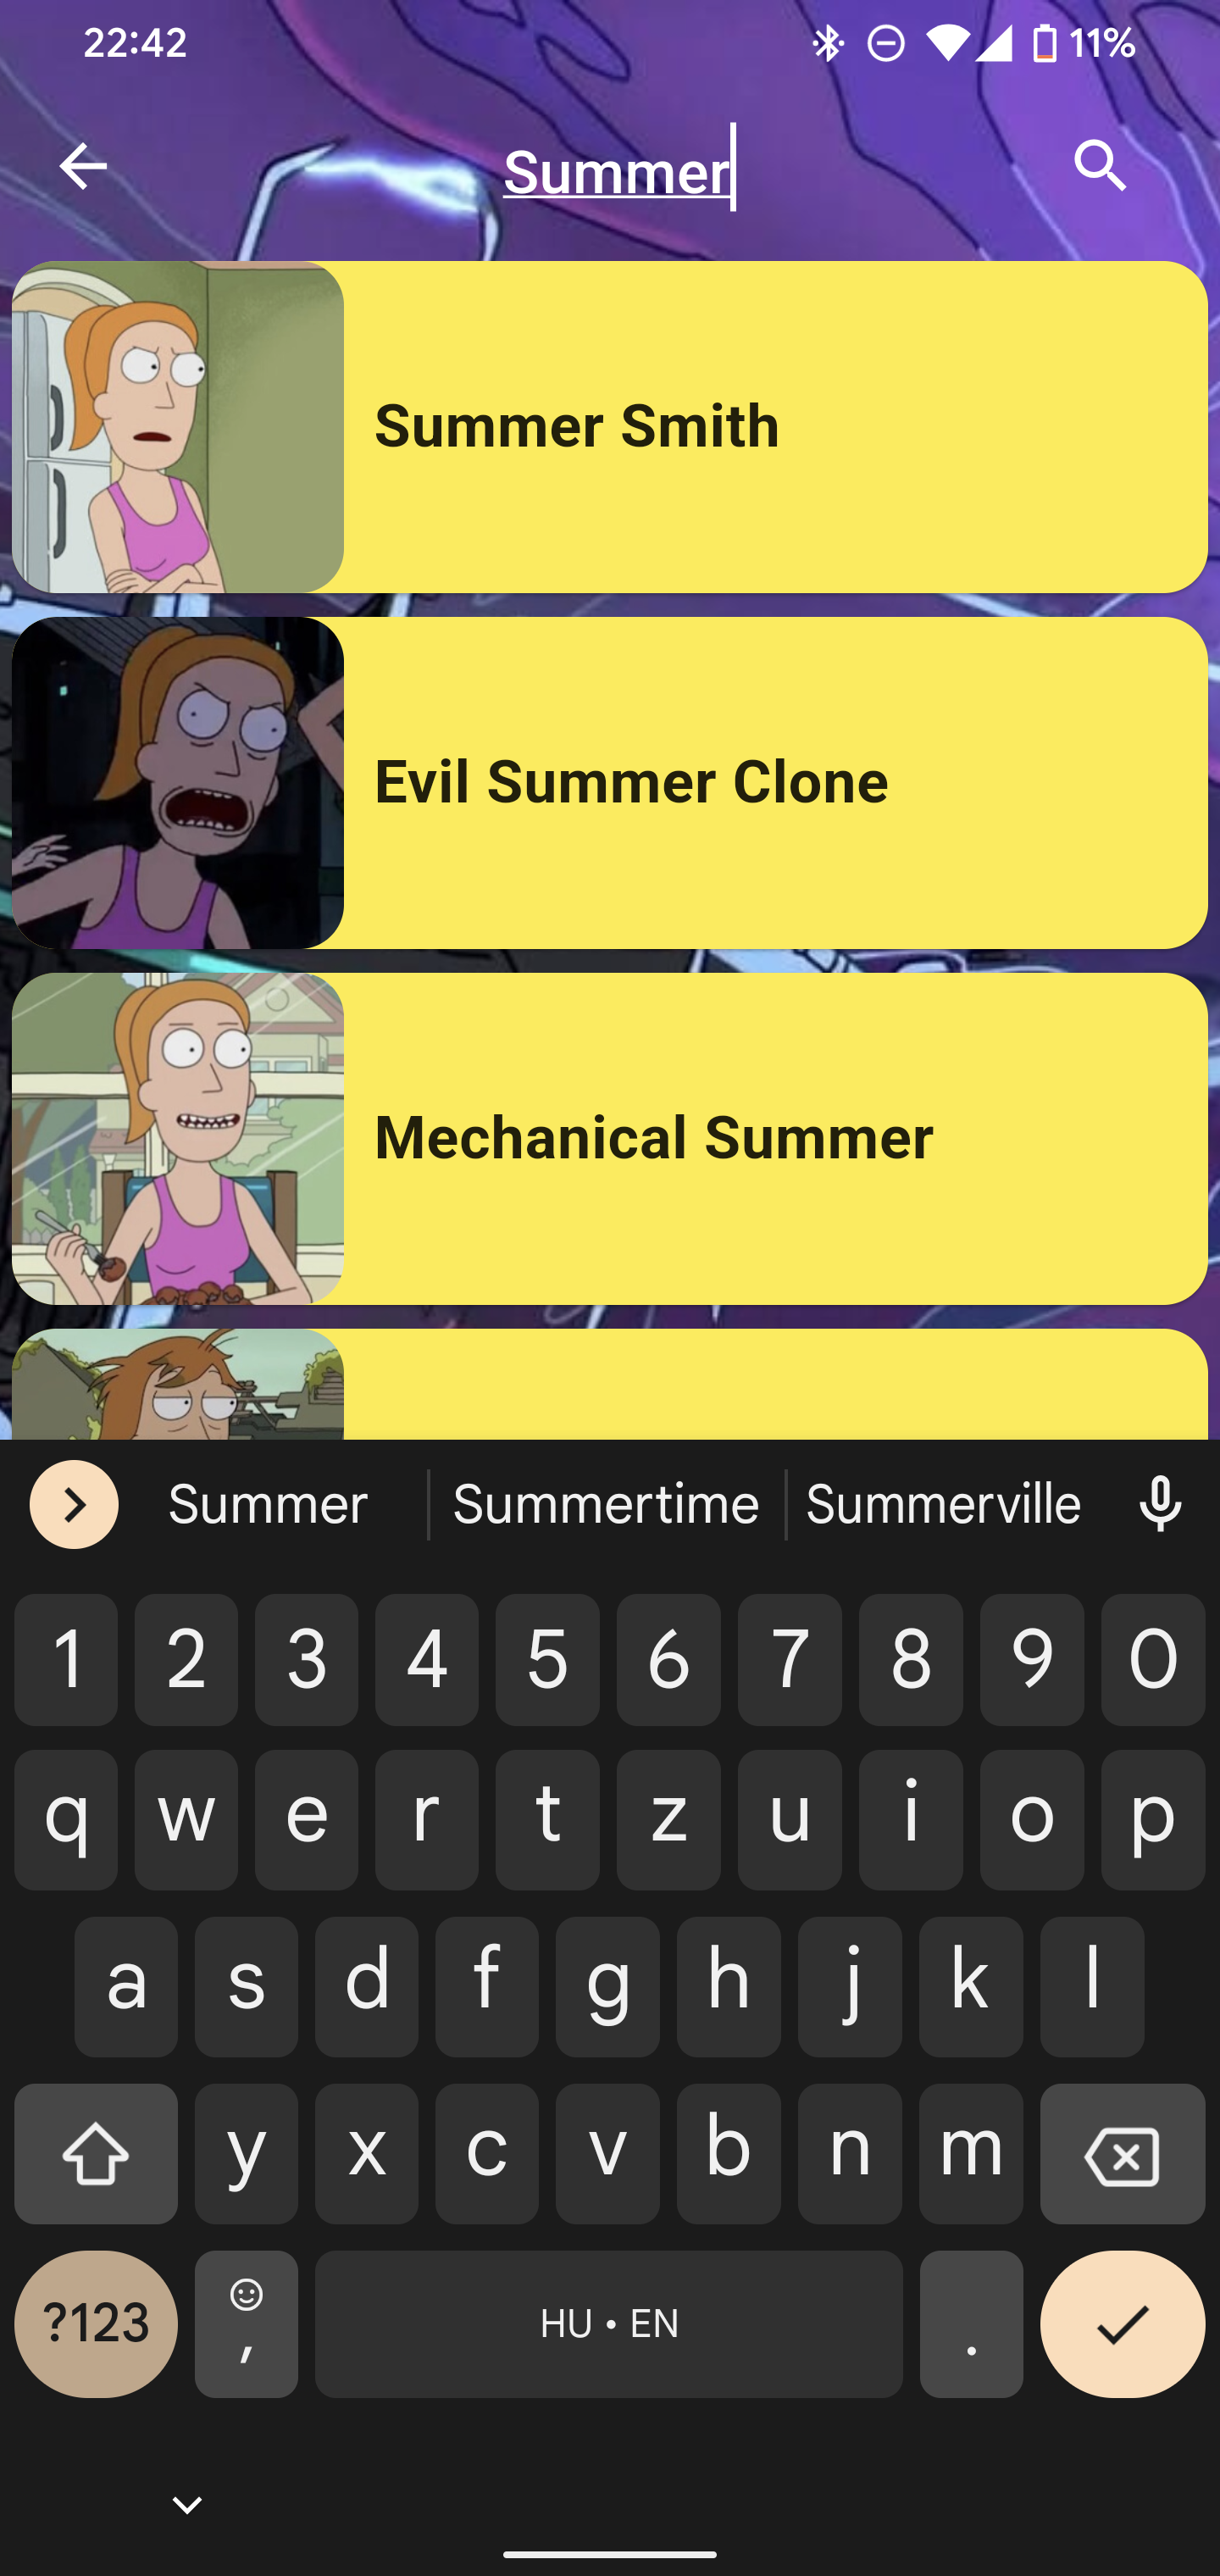 22:42 11%
Summer
Summer Smith
Evil Summer Clone
Mechanical Summer
Summer Summertime Summerville
1 2 3 4 5 6 7 8 9 0
q w e r t z u i o p
a s d f g h j k l
y x c v b n m
?123 , HU • EN .